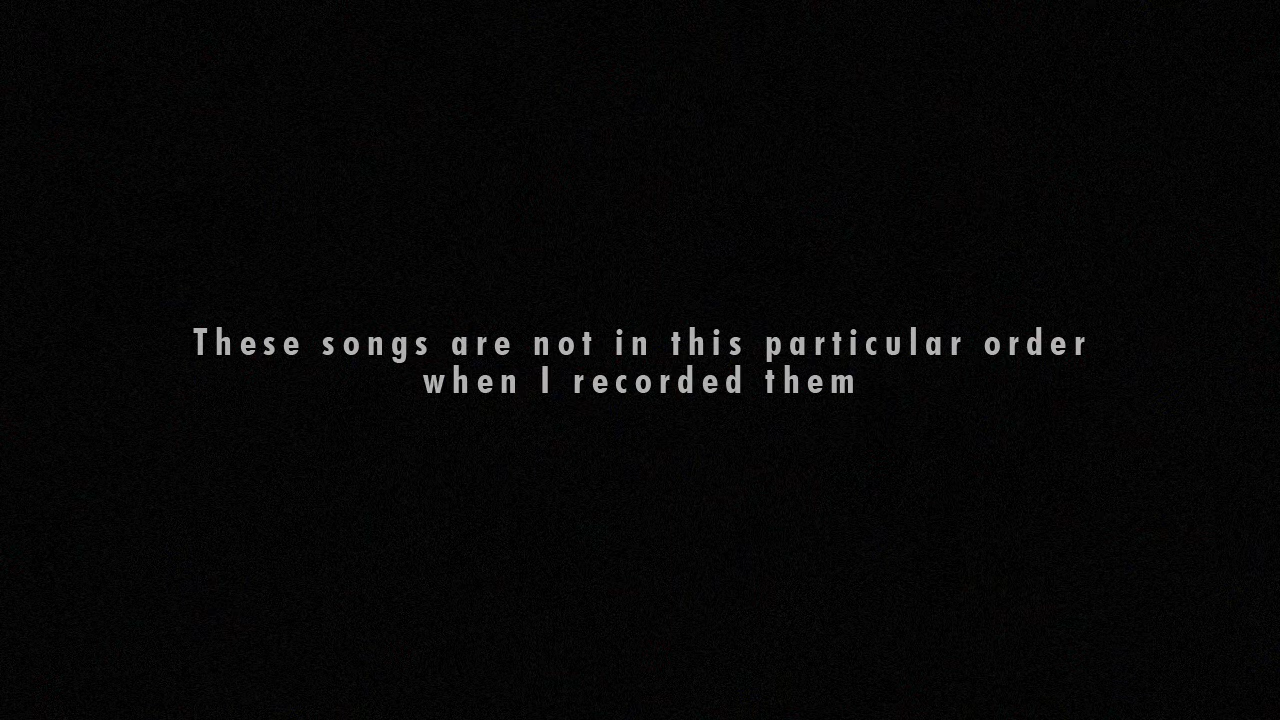 These songs are not in this particular order
when I recorded them